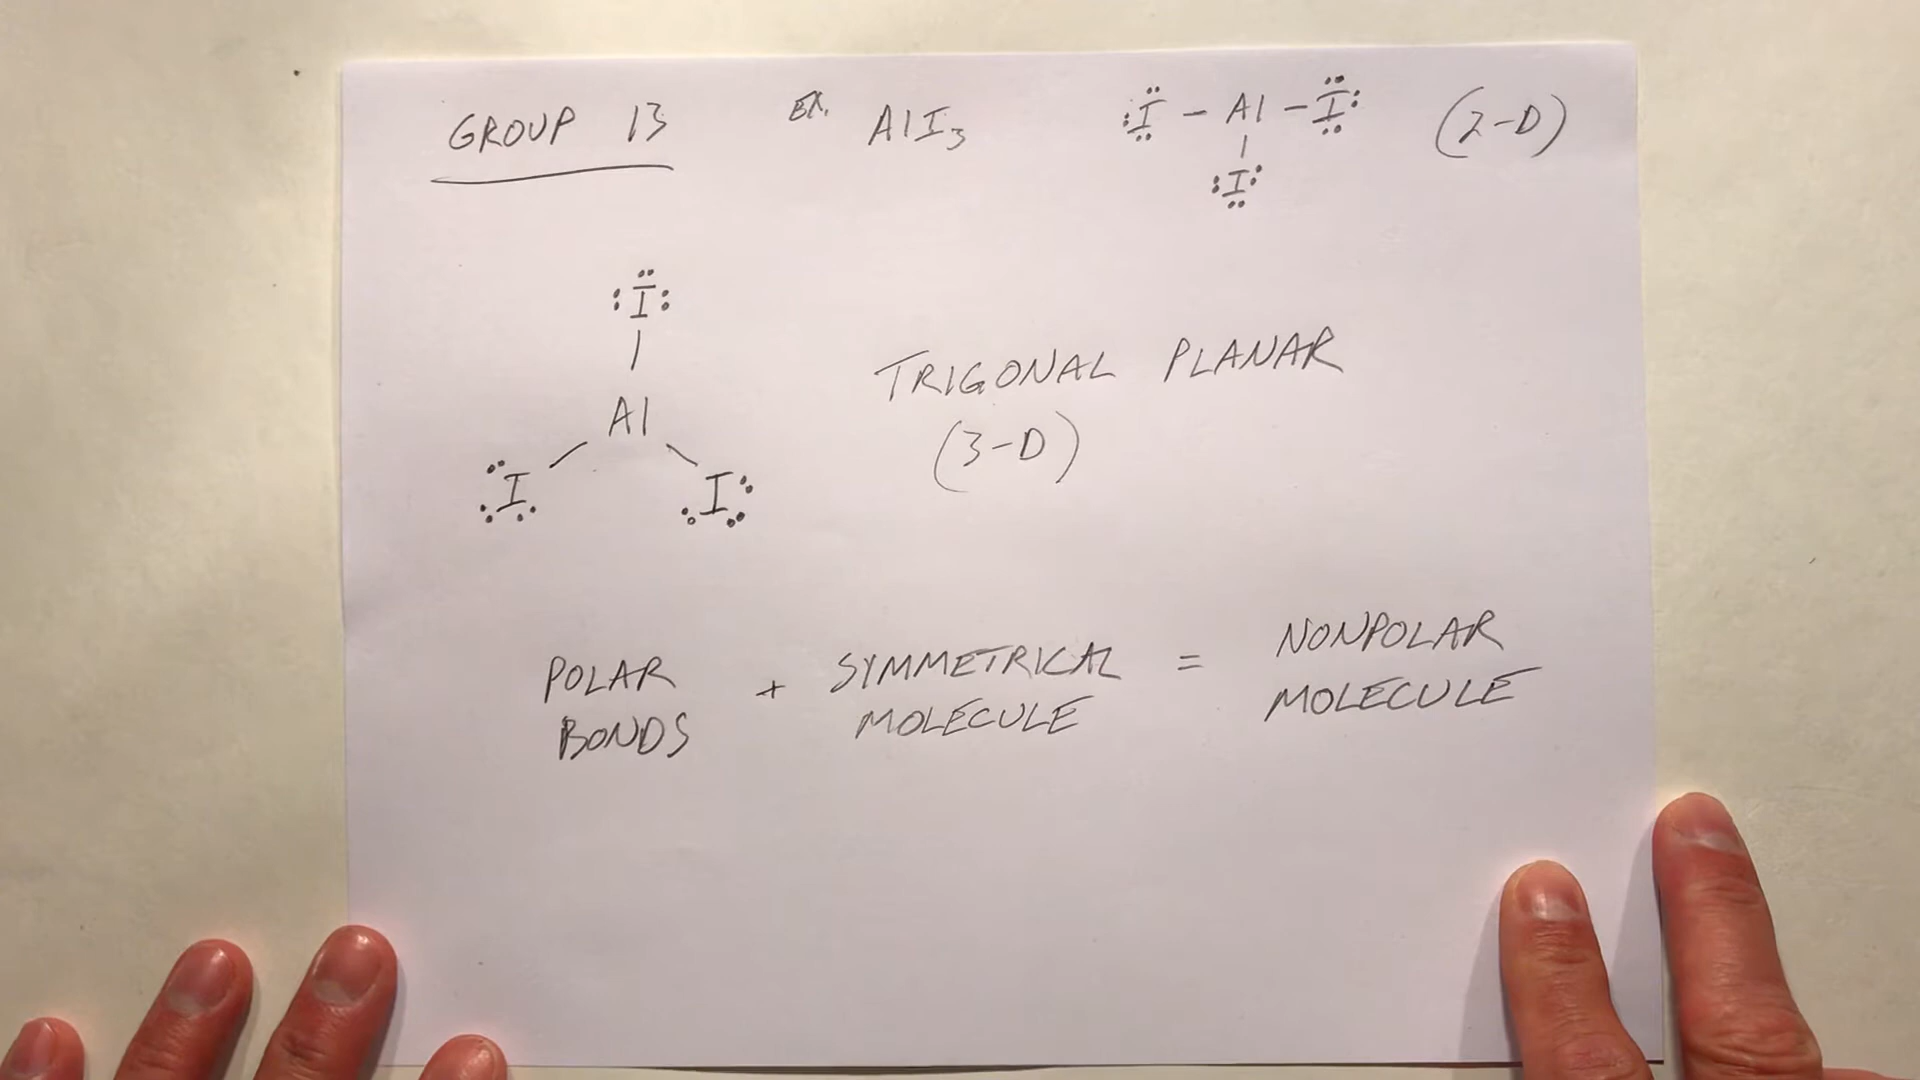 GROUP 13 EX. AlI₃ :Ï - Al - Ï: (2-D)
|
:I:
:Ï:
|
Al
I I
TRIGONAL PLANAR
(3-D)
POLAR BONDS + SYMMETRICAL MOLECULE = NONPOLAR MOLECULE